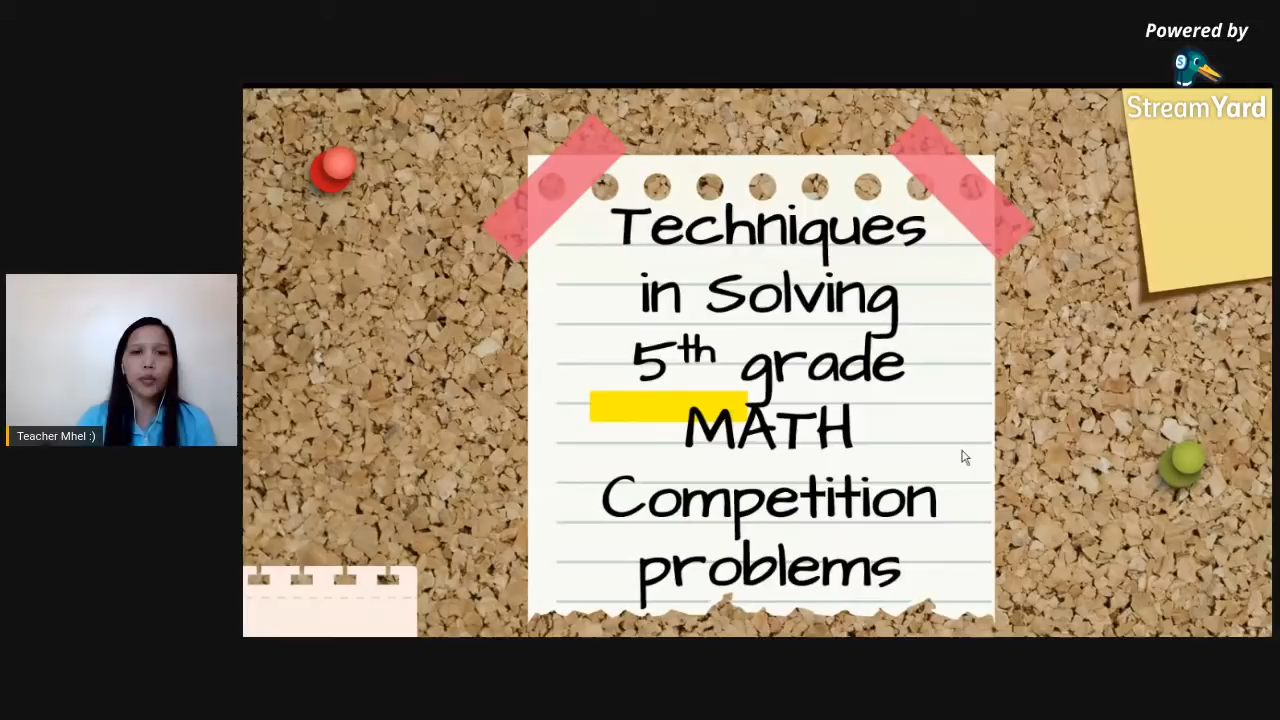 Powered by
StreamYard
Techniques
in Solving
5th grade
MATH
Competition
problems
Teacher Mhel :)